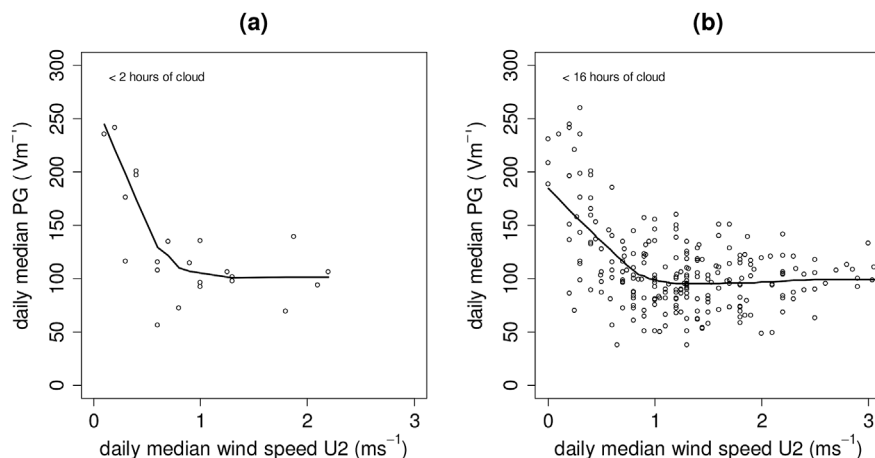 (a)
< 2 hours of cloud
daily median PG ( Vm⁻¹)
300
250
200
150
100
50
0
0 1 2 3
daily median wind speed U2 (ms⁻¹)
(b)
< 16 hours of cloud
daily median PG ( Vm⁻¹)
300
250
200
150
100
50
0
0 1 2 3
daily median wind speed U2 (ms⁻¹)